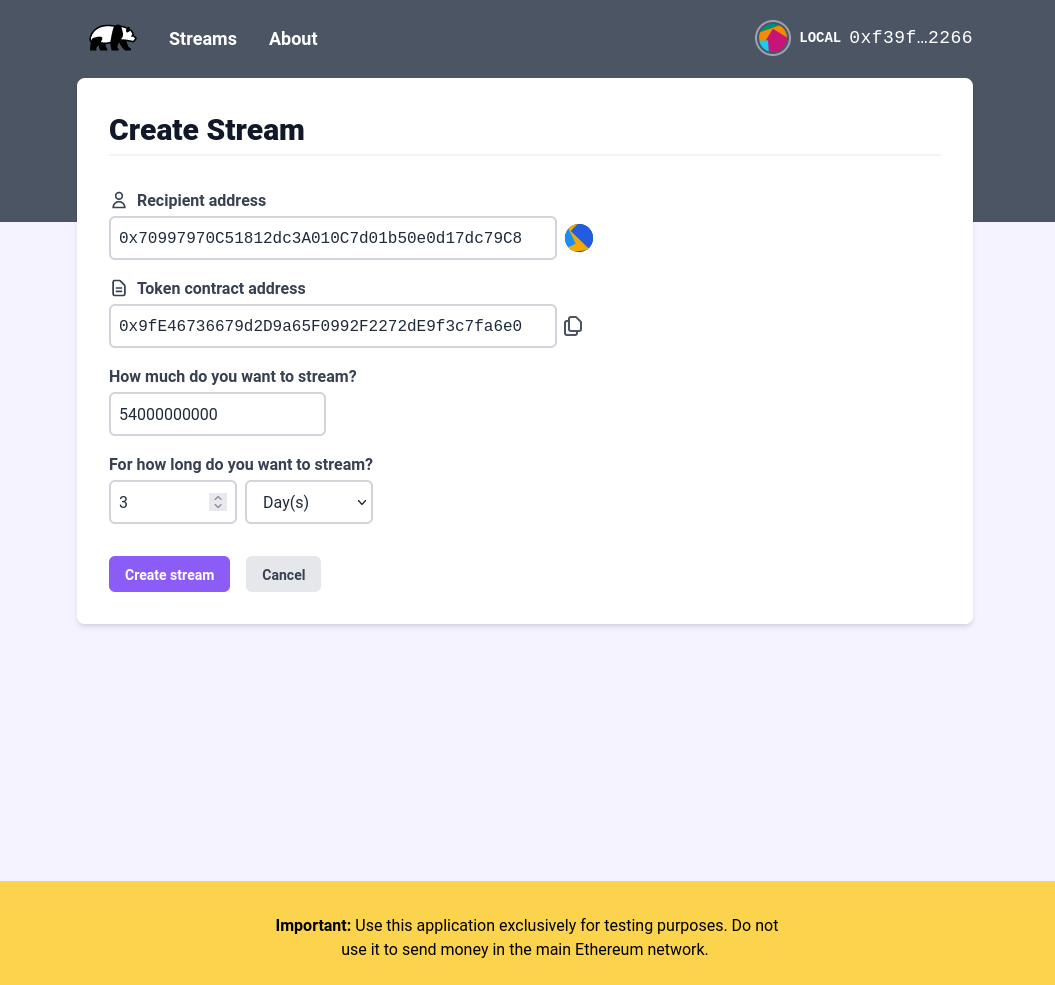 Streams About LOCAL 0xf39f…2266
Create Stream
Recipient address
0x70997970C51812dc3A010C7d01b50e0d17dc79C8
Token contract address
0x9fE46736679d2D9a65F0992F2272dE9f3c7fa6e0
How much do you want to stream?
54000000000
For how long do you want to stream?
3 Day(s)
Create stream Cancel
Important: Use this application exclusively for testing purposes. Do not
use it to send money in the main Ethereum network.